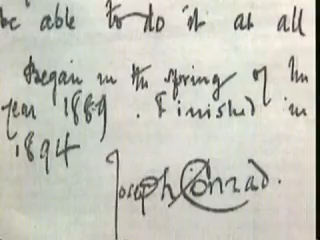 be able to do it at all
Began in the spring of the
year 1889. Finished in
1894
Joseph Conrad.